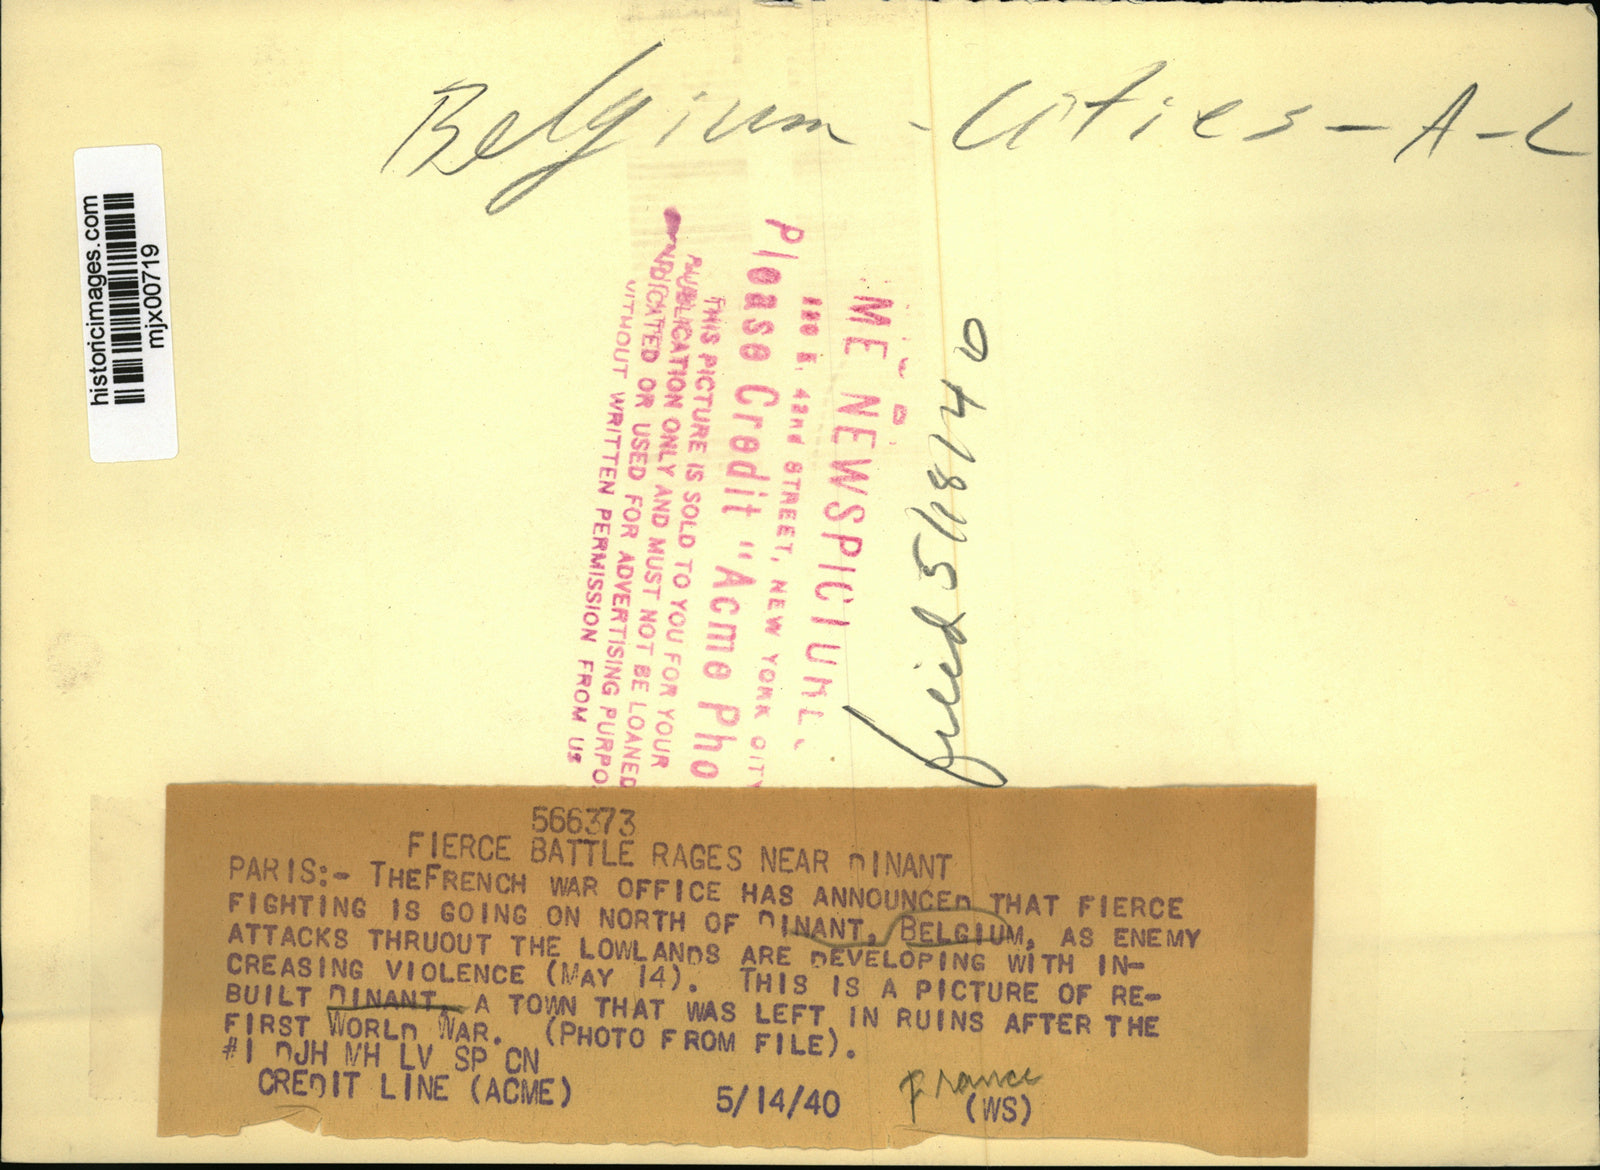 Belgium - Cities - A-L
historicimages.com
mjx00719
ME NEWSPICTURE
42nd STREET, NEW YORK CITY
Please Credit "Acme Pho
THIS PICTURE IS SOLD TO YOU FOR YOUR
PUBLICATION ONLY AND MUST NOT BE LOANED
NDICATED OR USED FOR ADVERTISING PURPO
WITHOUT WRITTEN PERMISSION FROM US
filed 5/18/40
566373
FIERCE BATTLE RAGES NEAR DINANT
PARIS:- THEFRENCH WAR OFFICE HAS ANNOUNCED THAT FIERCE
FIGHTING IS GOING ON NORTH OF DINANT, BELGIUM, AS ENEMY
ATTACKS THRUOUT THE LOWLANDS ARE DEVELOPING WITH IN-
CREASING VIOLENCE (MAY 14). THIS IS A PICTURE OF RE-
BUILT DINANT, A TOWN THAT WAS LEFT IN RUINS AFTER THE
FIRST WORLD WAR. (PHOTO FROM FILE).
#1 DJH MH LV SP CN
CREDIT LINE (ACME) 5/14/40 (WS)
France